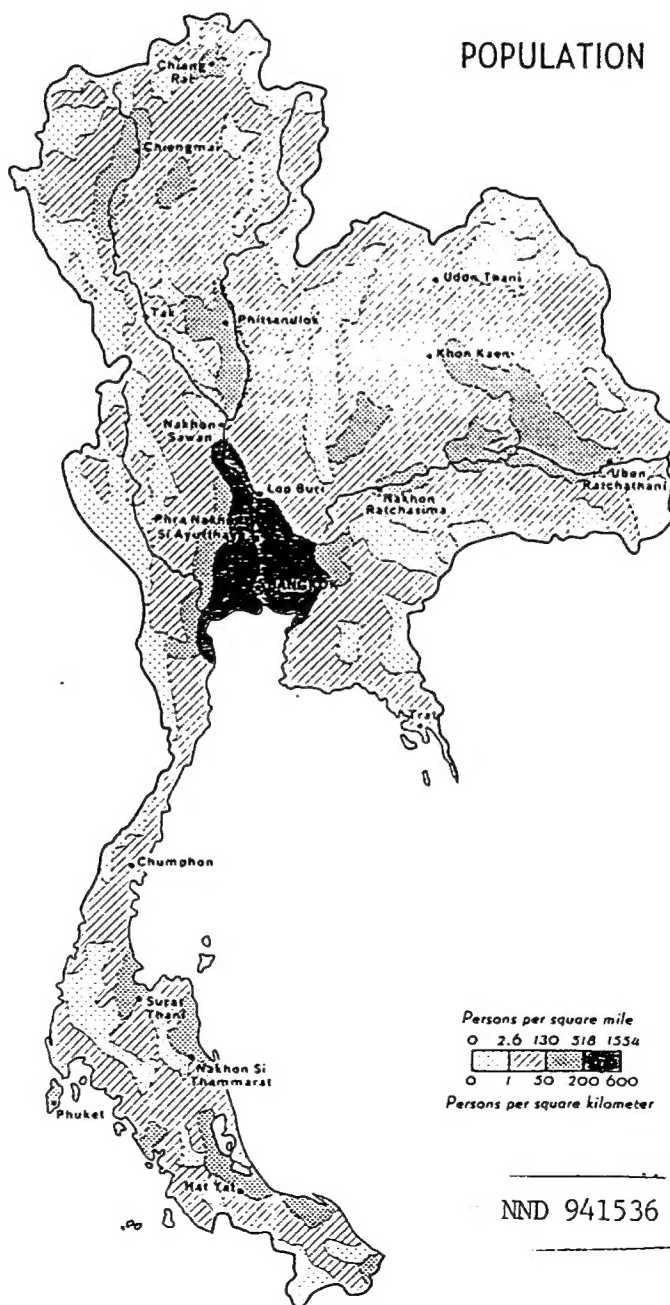 POPULATION
Chiang
Rai
Chiengmai
Udon Thani
Tak
Phitsanulok
Khon Kaen
Nakhon
Sawan
Lop Buri
Ubon
Ratchathani
Nakhon
Ratchasima
Phra Nakhon
Si Ayutthaya
BANGKOK
Trat
Chumphon
Surat
Thani
Nakhon Si
Thammarat
Phuket
Hat Yai
Persons per square mile
0 2.6 130 518 1554
0 1 50 200 600
Persons per square kilometer
NND 941536